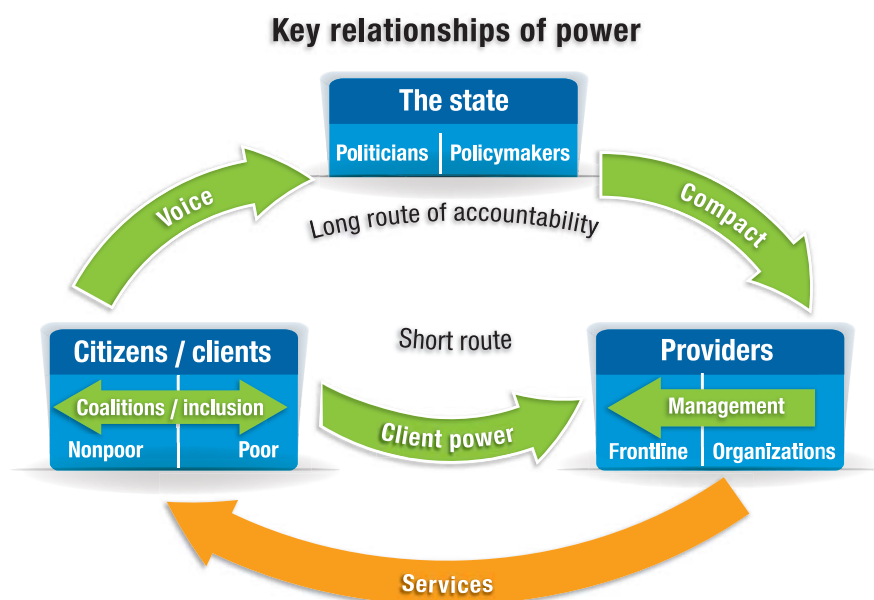 Key relationships of power
The state
Politicians Policymakers
Voice
Compact
Long route of accountability
Short route
Citizens / clients
Coalitions / inclusion
Nonpoor Poor
Client power
Providers
Management
Frontline Organizations
Services